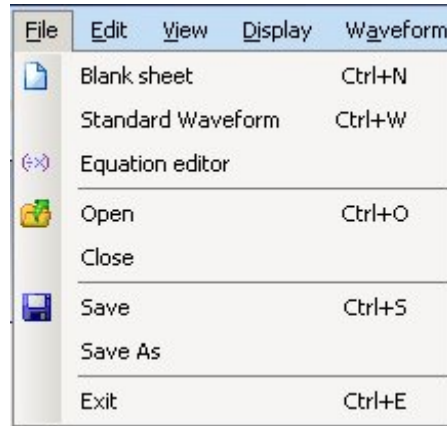 File Edit View Display Waveform
Blank sheet Ctrl+N
Standard Waveform Ctrl+W
Equation editor
Open Ctrl+O
Close
Save Ctrl+S
Save As
Exit Ctrl+E